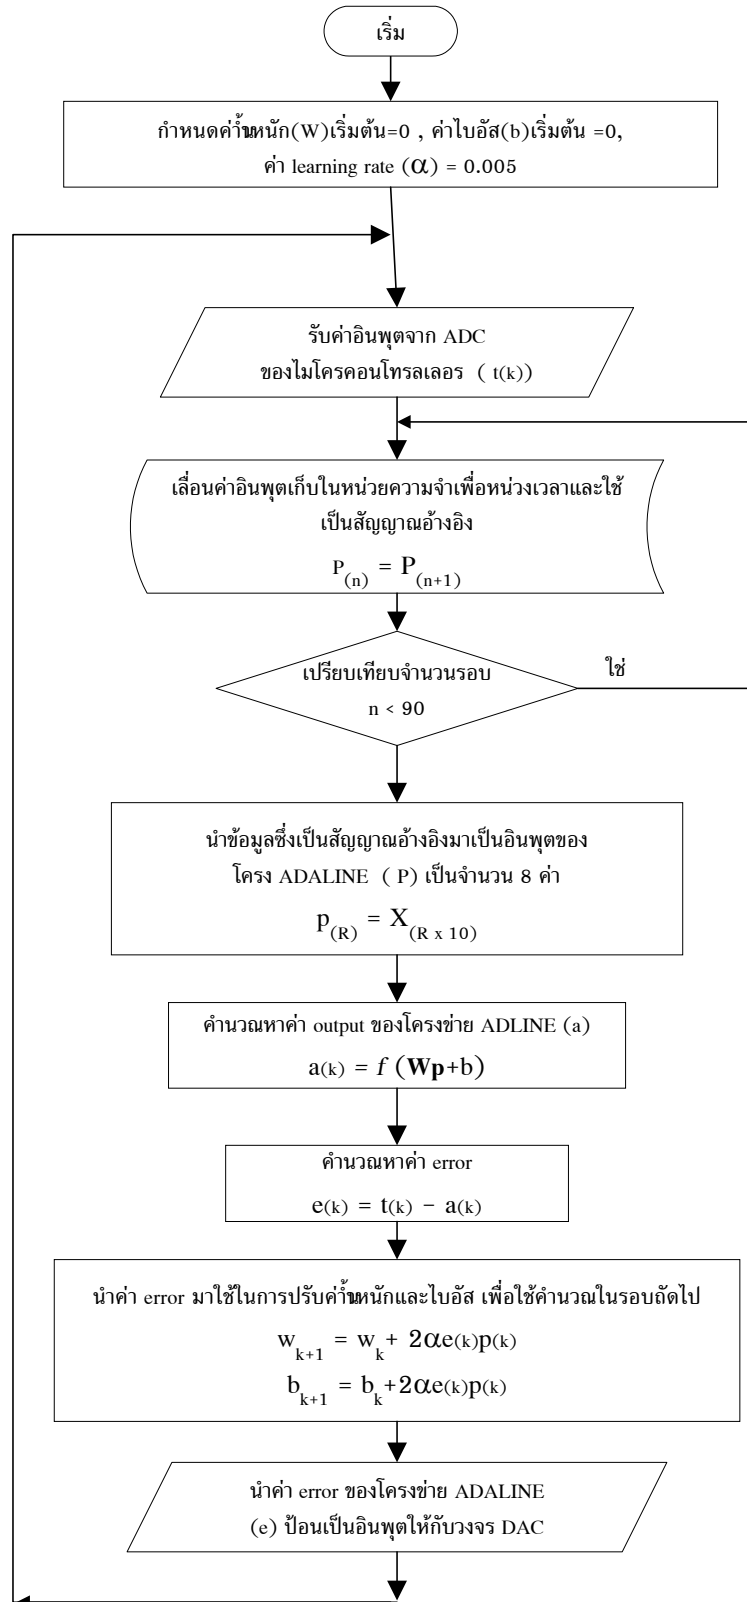 เริ่ม
กำหนดค่าน้ำหนัก(W)เริ่มต้น=0 , ค่าไบอัส(b)เริ่มต้น =0,
ค่า learning rate (α) = 0.005
รับค่าอินพุตจาก ADC
ของไมโครคอนโทรลเลอร ( t(k))
เลื่อนค่าอินพุตเก็บในหน่วยความจำเพื่อหน่วงเวลาและใช้
เป็นสัญญาณอ้างอิง
P(n) = P(n+1)
เปรียบเทียบจำนวนรอบ
n < 90
ใช่
นำข้อมูลซึ่งเป็นสัญญาณอ้างอิงมาเป็นอินพุตของ
โครง ADALINE ( P) เป็นจำนวน 8 ค่า
p(R) = X(R x 10)
คำนวณหาค่า output ของโครงข่าย ADLINE (a)
a(k) = f (Wp+b)
คำนวณหาค่า error
e(k) = t(k) - a(k)
นำค่า error มาใช้ในการปรับค่าน้ำหนักและไบอัส เพื่อใช้คำนวณในรอบถัดไป
w k+1 = w k + 2αe(k)p(k)
b k+1 = b k +2αe(k)p(k)
นำค่า error ของโครงข่าย ADALINE
(e) ป้อนเป็นอินพุตให้กับวงจร DAC